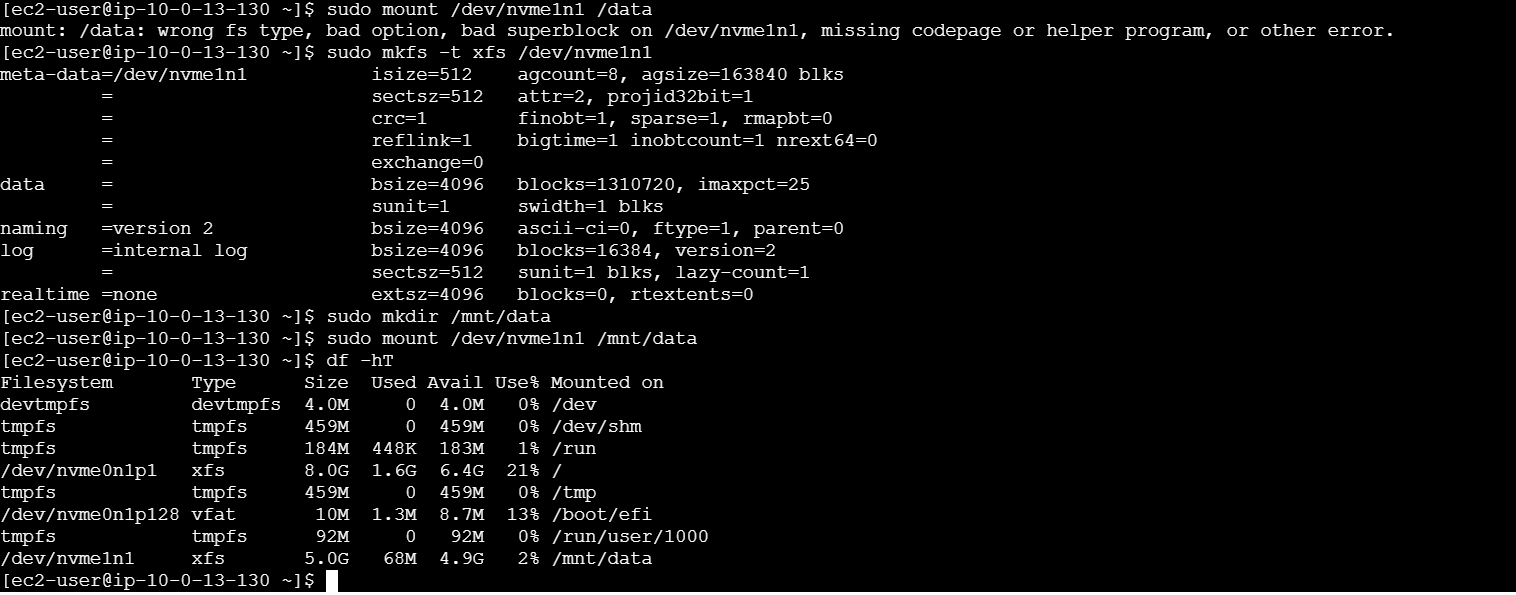 [ec2-user@ip-10-0-13-130 ~]$ sudo mount /dev/nvme1n1 /data
mount: /data: wrong fs type, bad option, bad superblock on /dev/nvme1n1, missing codepage or helper program, or other error.
[ec2-user@ip-10-0-13-130 ~]$ sudo mkfs -t xfs /dev/nvme1n1
meta-data=/dev/nvme1n1           isize=512    agcount=8, agsize=163840 blks
         =                       sectsz=512   attr=2, projid32bit=1
         =                       crc=1        finobt=1, sparse=1, rmapbt=0
         =                       reflink=1    bigtime=1 inobtcount=1 nrext64=0
         =                       exchange=0
data     =                       bsize=4096   blocks=1310720, imaxpct=25
         =                       sunit=1      swidth=1 blks
naming   =version 2              bsize=4096   ascii-ci=0, ftype=1, parent=0
log      =internal log           bsize=4096   blocks=16384, version=2
         =                       sectsz=512   sunit=1 blks, lazy-count=1
realtime =none                   extsz=4096   blocks=0, rtextents=0
[ec2-user@ip-10-0-13-130 ~]$ sudo mkdir /mnt/data
[ec2-user@ip-10-0-13-130 ~]$ sudo mount /dev/nvme1n1 /mnt/data
[ec2-user@ip-10-0-13-130 ~]$ df -hT
Filesystem       Type      Size  Used Avail Use% Mounted on
devtmpfs         devtmpfs  4.0M     0  4.0M   0% /dev
tmpfs            tmpfs     459M     0  459M   0% /dev/shm
tmpfs            tmpfs     184M  448K  183M   1% /run
/dev/nvme0n1p1   xfs       8.0G  1.6G  6.4G  21% /
tmpfs            tmpfs     459M     0  459M   0% /tmp
/dev/nvme0n1p128 vfat       10M  1.3M  8.7M  13% /boot/efi
tmpfs            tmpfs      92M     0   92M   0% /run/user/1000
/dev/nvme1n1     xfs       5.0G   68M  4.9G   2% /mnt/data
[ec2-user@ip-10-0-13-130 ~]$